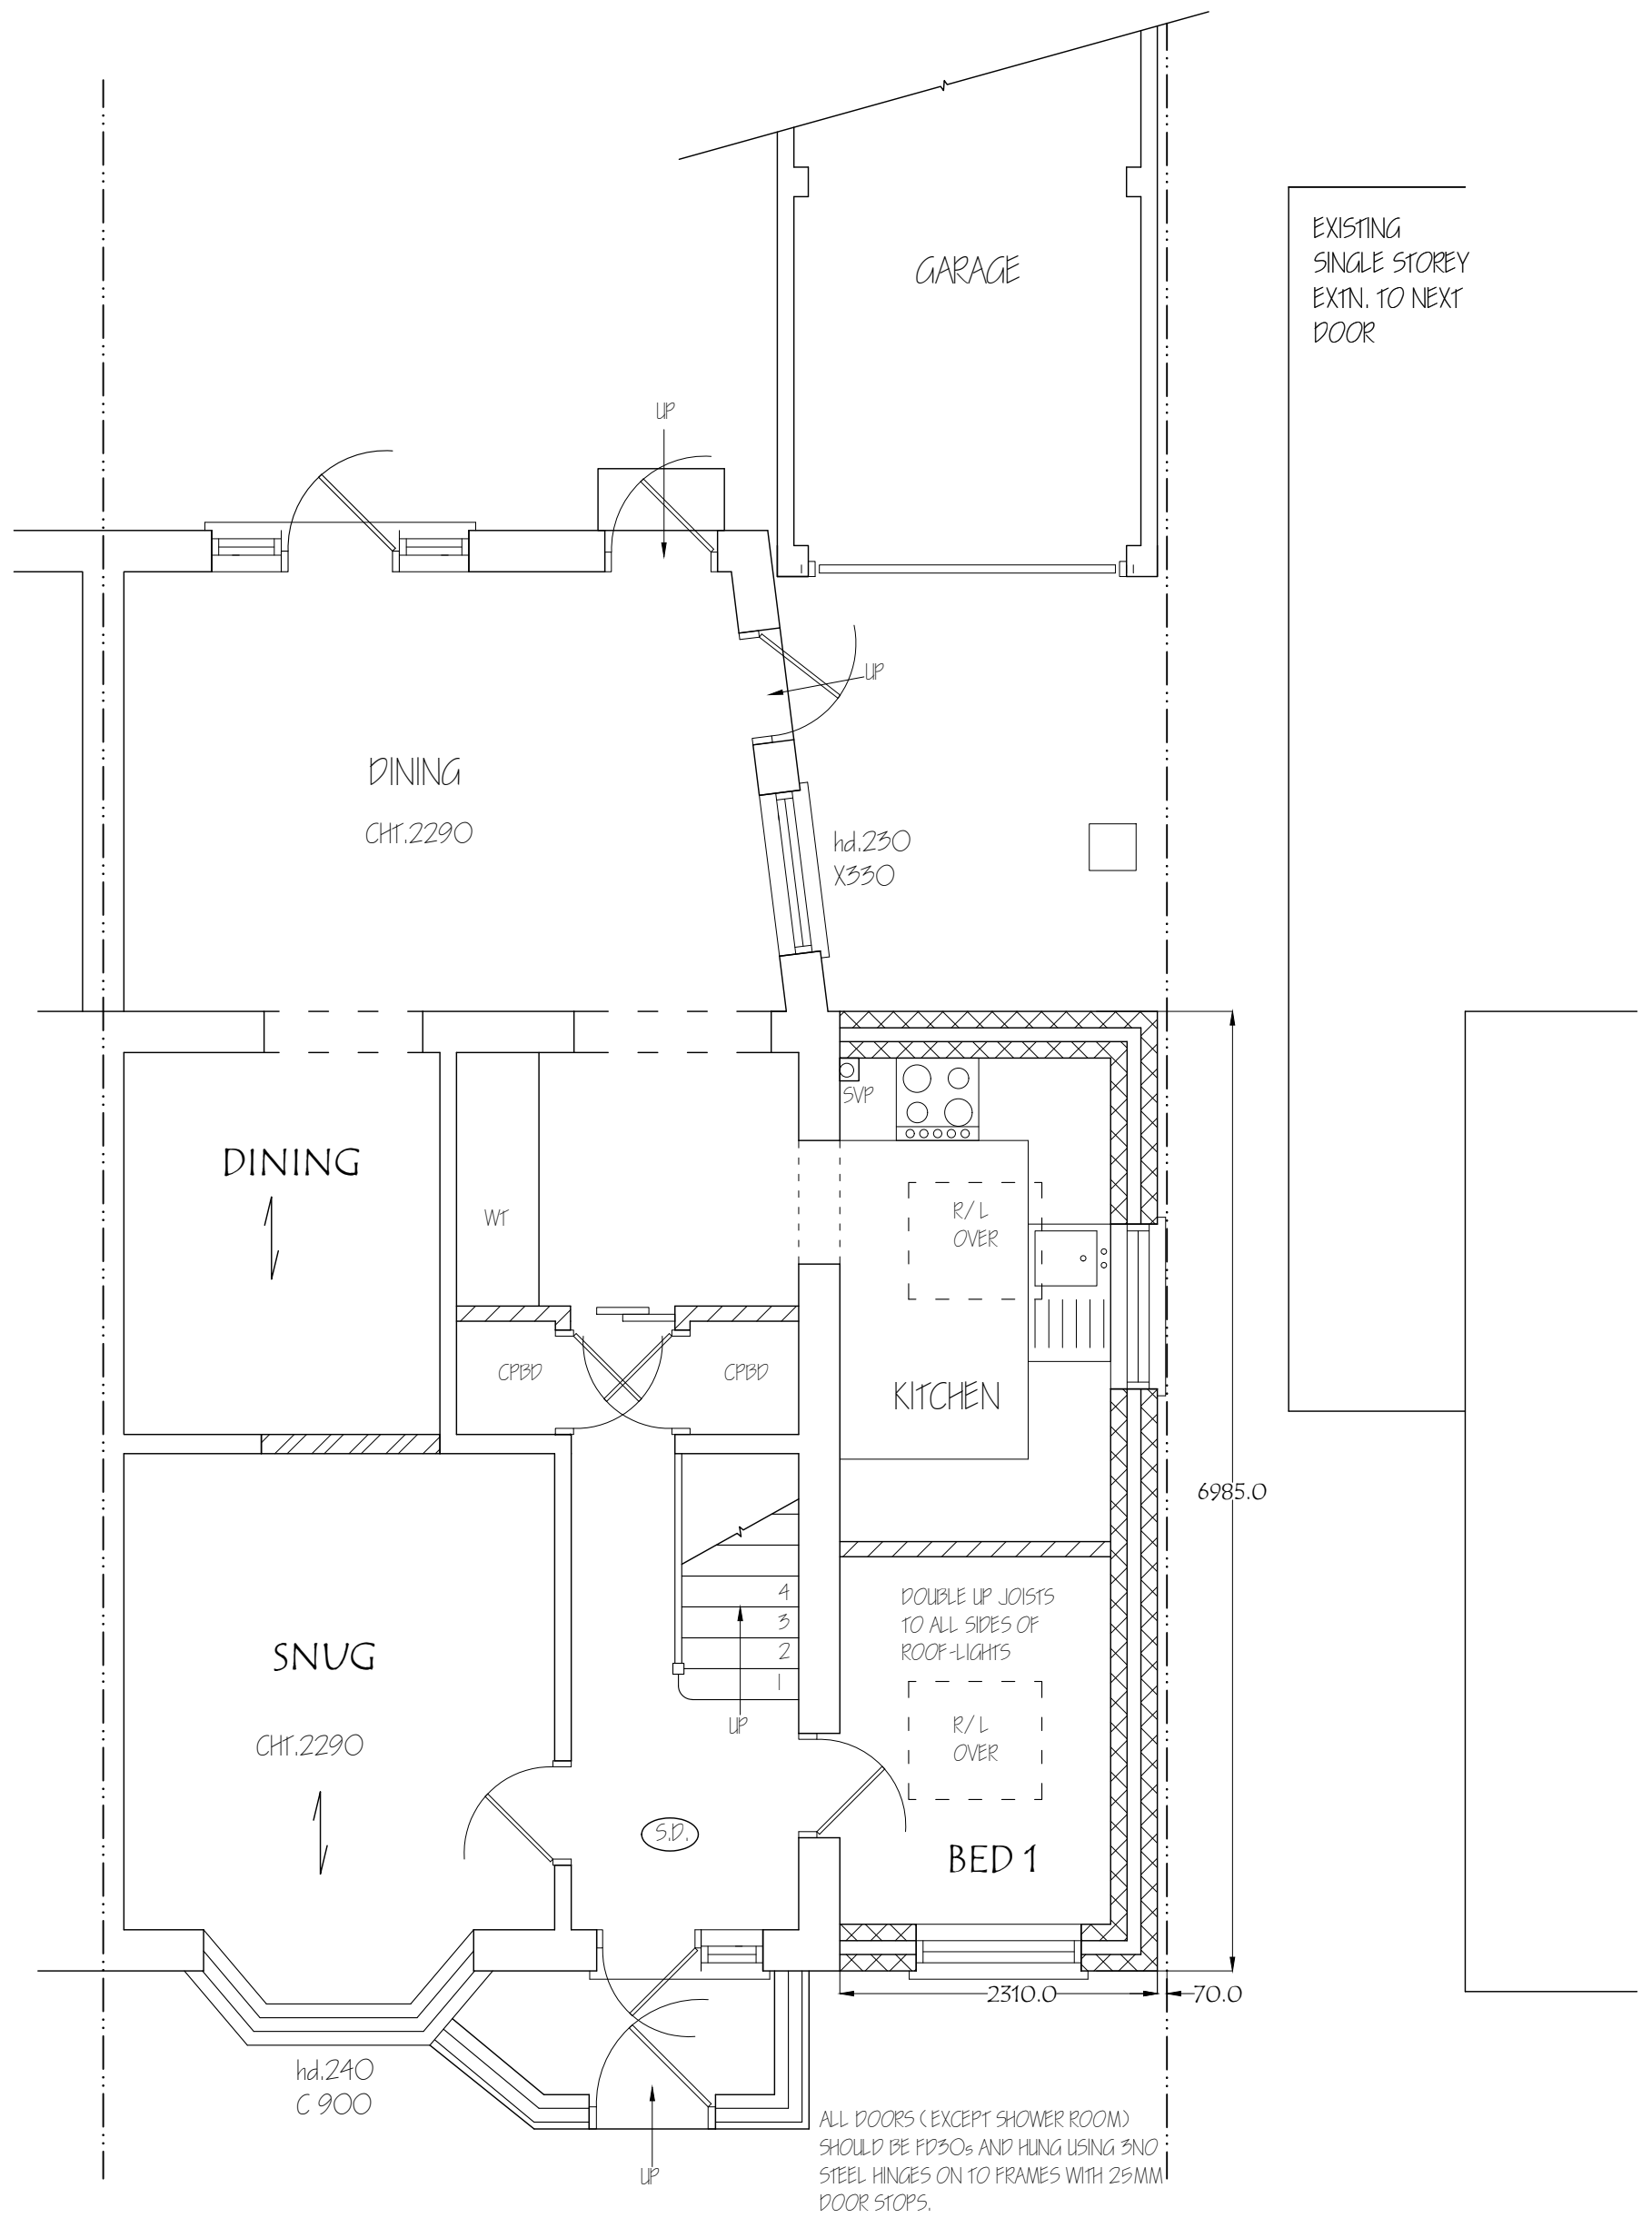 EXISTING
SINGLE STOREY
EXTN. TO NEXT
DOOR
GARAGE
UP
UP
DINING
CHT.2290
hd.230
X330
SVP
DINING
WT
R/L
OVER
CPBD
CPBD
KITCHEN
6985.0
4
3
2
1
UP
DOUBLE UP JOISTS
TO ALL SIDES OF
ROOF-LIGHTS
SNUG
CHT.2290
R/L
OVER
S.D.
BED 1
2310.0
70.0
hd.240
C 900
UP
ALL DOORS (EXCEPT SHOWER ROOM)
SHOULD BE FD30s AND HUNG USING 3NO
STEEL HINGES ON TO FRAMES WITH 25MM
DOOR STOPS.